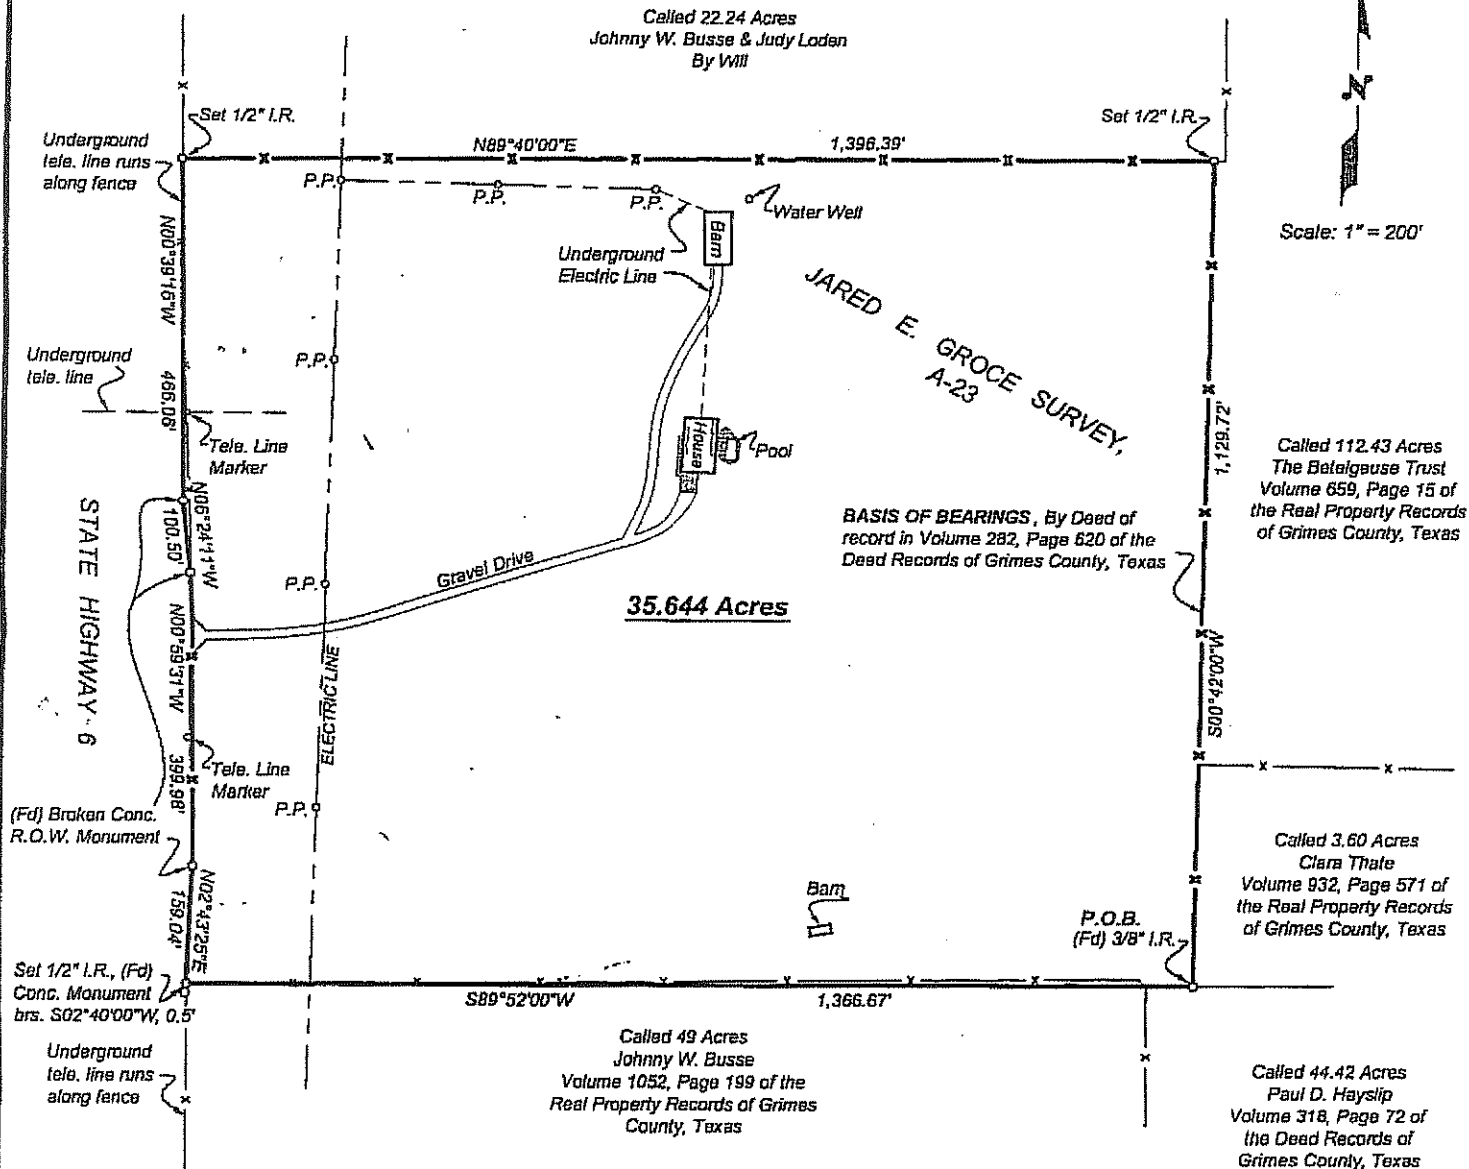 Called 22.24 Acres
Johnny W. Busse & Judy Loden
By Will
N
Scale: 1" = 200'
Set 1/2" I.R.
Set 1/2" I.R.
N89°40'00"E
1,396.39'
Underground
tele. line runs
along fence
P.P.
P.P.
P.P.
Water Well
Barn
Underground
Electric Line
N00°39'16"W
466.06'
JARED E. GROCE SURVEY,
A-23
Underground
tele. line
P.P.
Tele. Line
Marker
House
Pool
1,129.72'
Called 112.43 Acres
The Betelgeuse Trust
Volume 659, Page 15 of
the Real Property Records
of Grimes County, Texas
STATE HIGHWAY 6
N06°24'11"W
100.50'
BASIS OF BEARINGS, By Deed of
record in Volume 282, Page 620 of the
Deed Records of Grimes County, Texas
Gravel Drive
P.P.
35.644 Acres
N00°59'31"W
399.98'
ELECTRIC LINE
S00°42'00"W
Tele. Line
Marker
P.P.
(Fd) Broken Conc.
R.O.W. Monument
N02°43'25"E
159.04'
Barn
P.O.B.
(Fd) 3/8" I.R.
Called 3.60 Acres
Clara Thate
Volume 932, Page 571 of
the Real Property Records
of Grimes County, Texas
Set 1/2" I.R., (Fd)
Conc. Monument
brs. S02°40'00"W, 0.5'
S89°52'00"W
1,366.67'
Underground
tele. line runs
along fence
Called 49 Acres
Johnny W. Busse
Volume 1052, Page 199 of the
Real Property Records of Grimes
County, Texas
Called 44.42 Acres
Paul D. Hayslip
Volume 318, Page 72 of
the Deed Records of
Grimes County, Texas